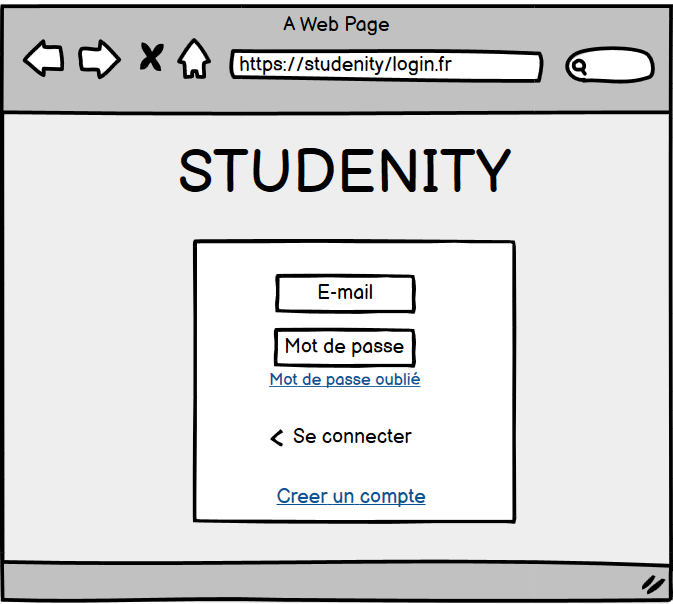 A Web Page
https://studenity/login.fr
STUDENITY
E-mail
Mot de passe
Mot de passe oublié
Se connecter
Creer un compte